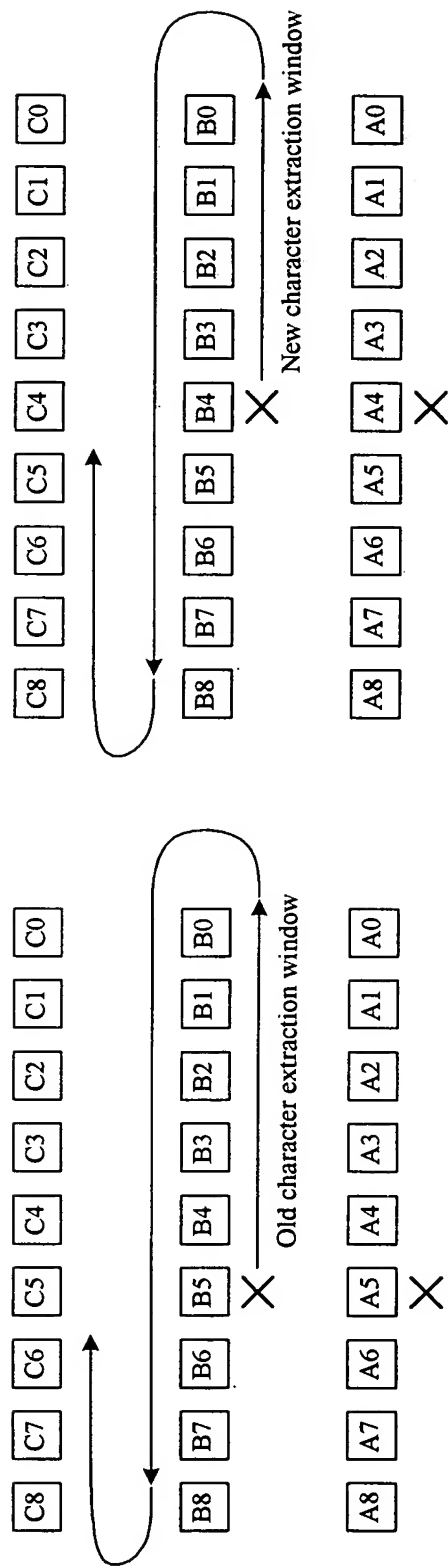 C8 C7 C6 C5 C4 C3 C2 C1 C0
B8 B7 B6 B5 B4 B3 B2 B1 B0
Old character extraction window
A8 A7 A6 A5 A4 A3 A2 A1 A0
C8 C7 C6 C5 C4 C3 C2 C1 C0
B8 B7 B6 B5 B4 B3 B2 B1 B0
New character extraction window
A8 A7 A6 A5 A4 A3 A2 A1 A0